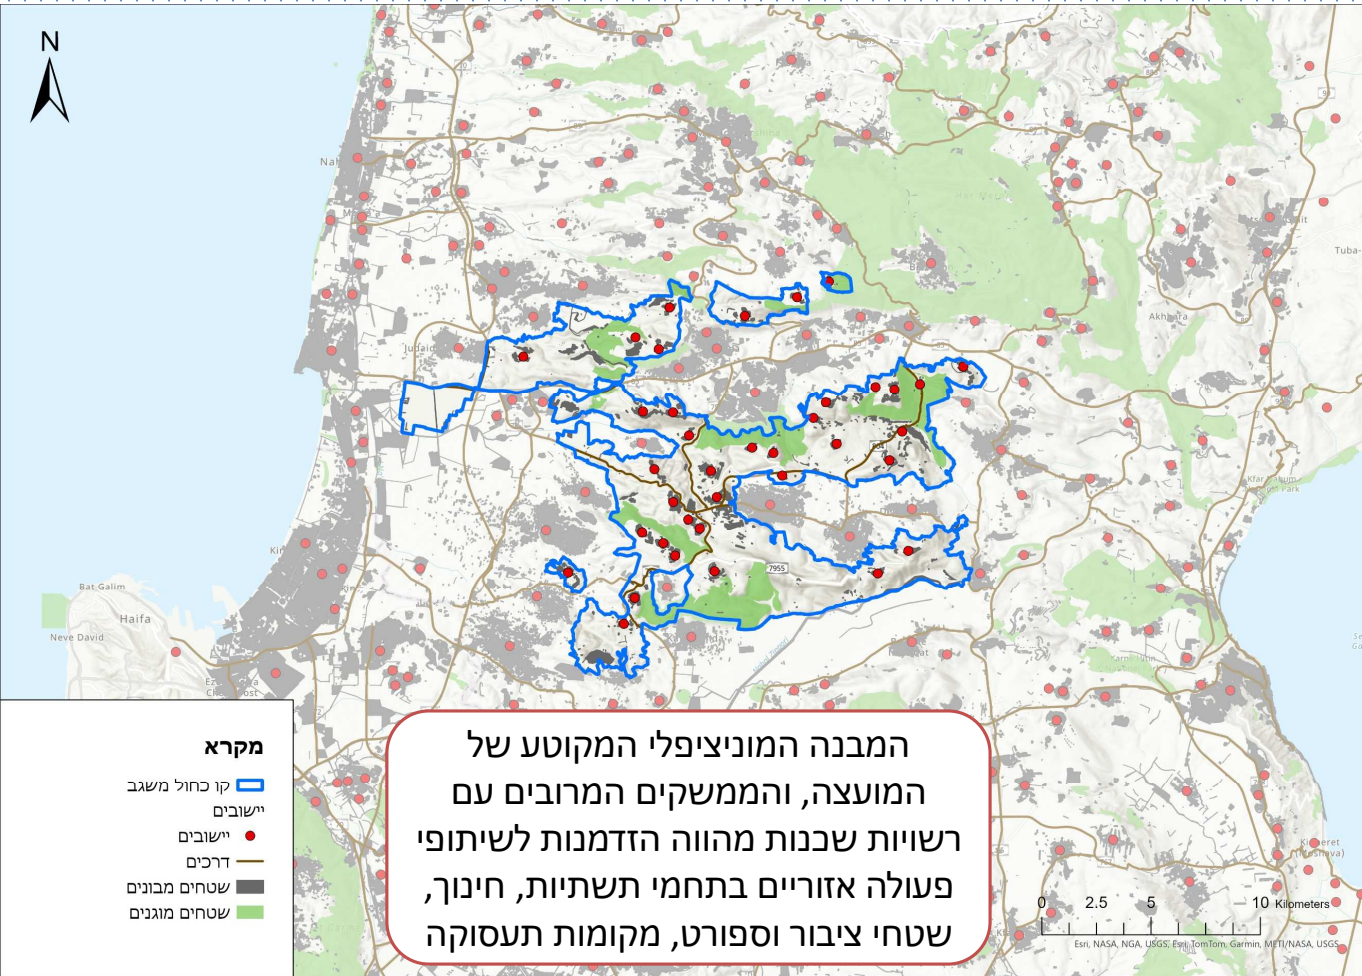 N
Bat Galim
Haifa
Neve David
7955
Tuba-
מקרא
קו כחול משגב
יישובים
יישובים
דרכים
שטחים מבונים
שטחים מוגנים
המבנה המוניציפלי המקוטע של
המועצה, והממשקים המרובים עם
רשויות שכנות מהווה הזדמנות לשיתופי
פעולה אזוריים בתחמי תשתיות, חינוך,
שטחי ציבור וספורט, מקומות תעסוקה
0 2.5 5 10 Kilometers
Esri, NASA, NGA, USGS, Esri, TomTom, Garmin, METI/NASA, USGS